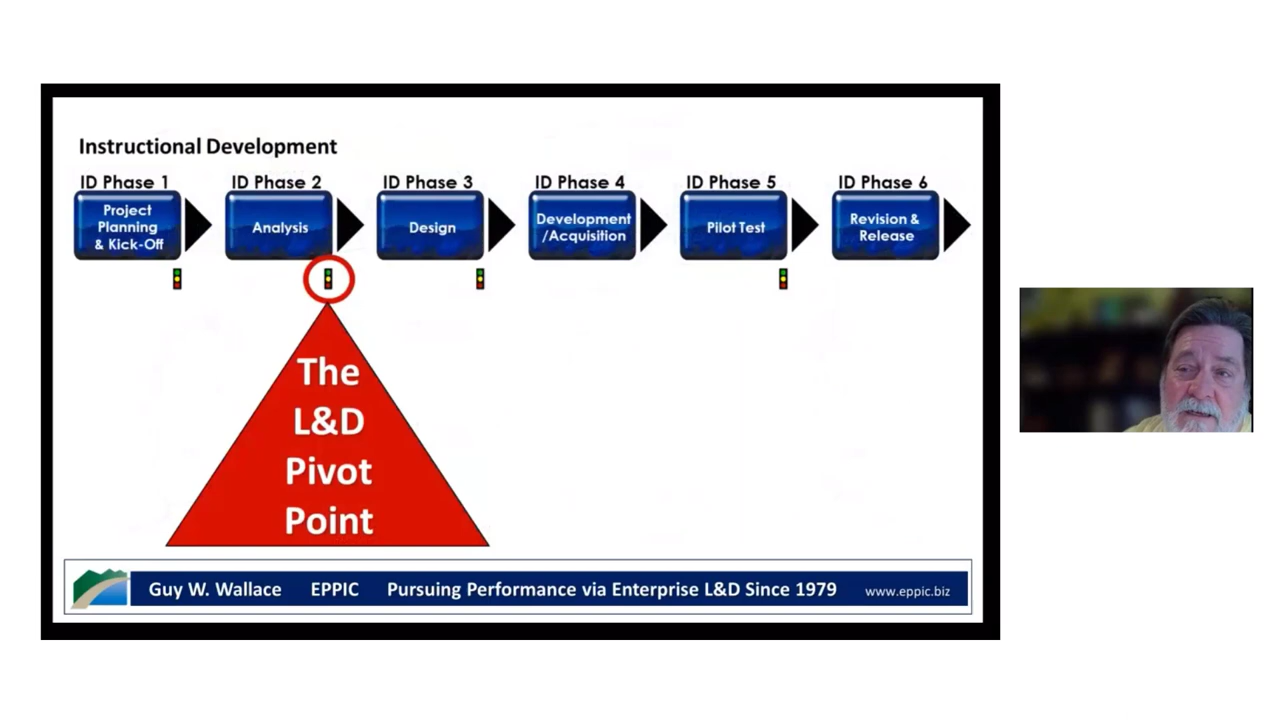 Instructional Development
ID Phase 1
ID Phase 2
ID Phase 3
ID Phase 4
ID Phase 5
ID Phase 6
Project
Planning
& Kick-Off
Analysis
Design
Development
/Acquisition
Pilot Test
Revision &
Release
The
L&D
Pivot
Point
Guy W. Wallace EPPIC Pursuing Performance via Enterprise L&D Since 1979 www.eppic.biz